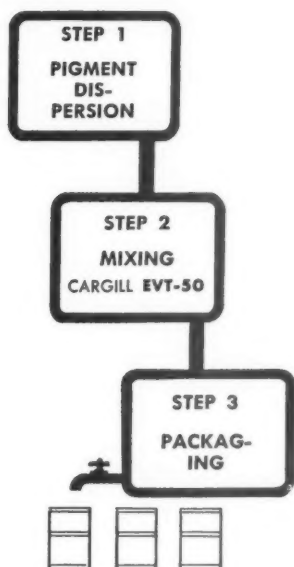 STEP 1
PIGMENT
DIS-
PERSION
STEP 2
MIXING
CARGILL EVT-50
STEP 3
PACKAG-
ING